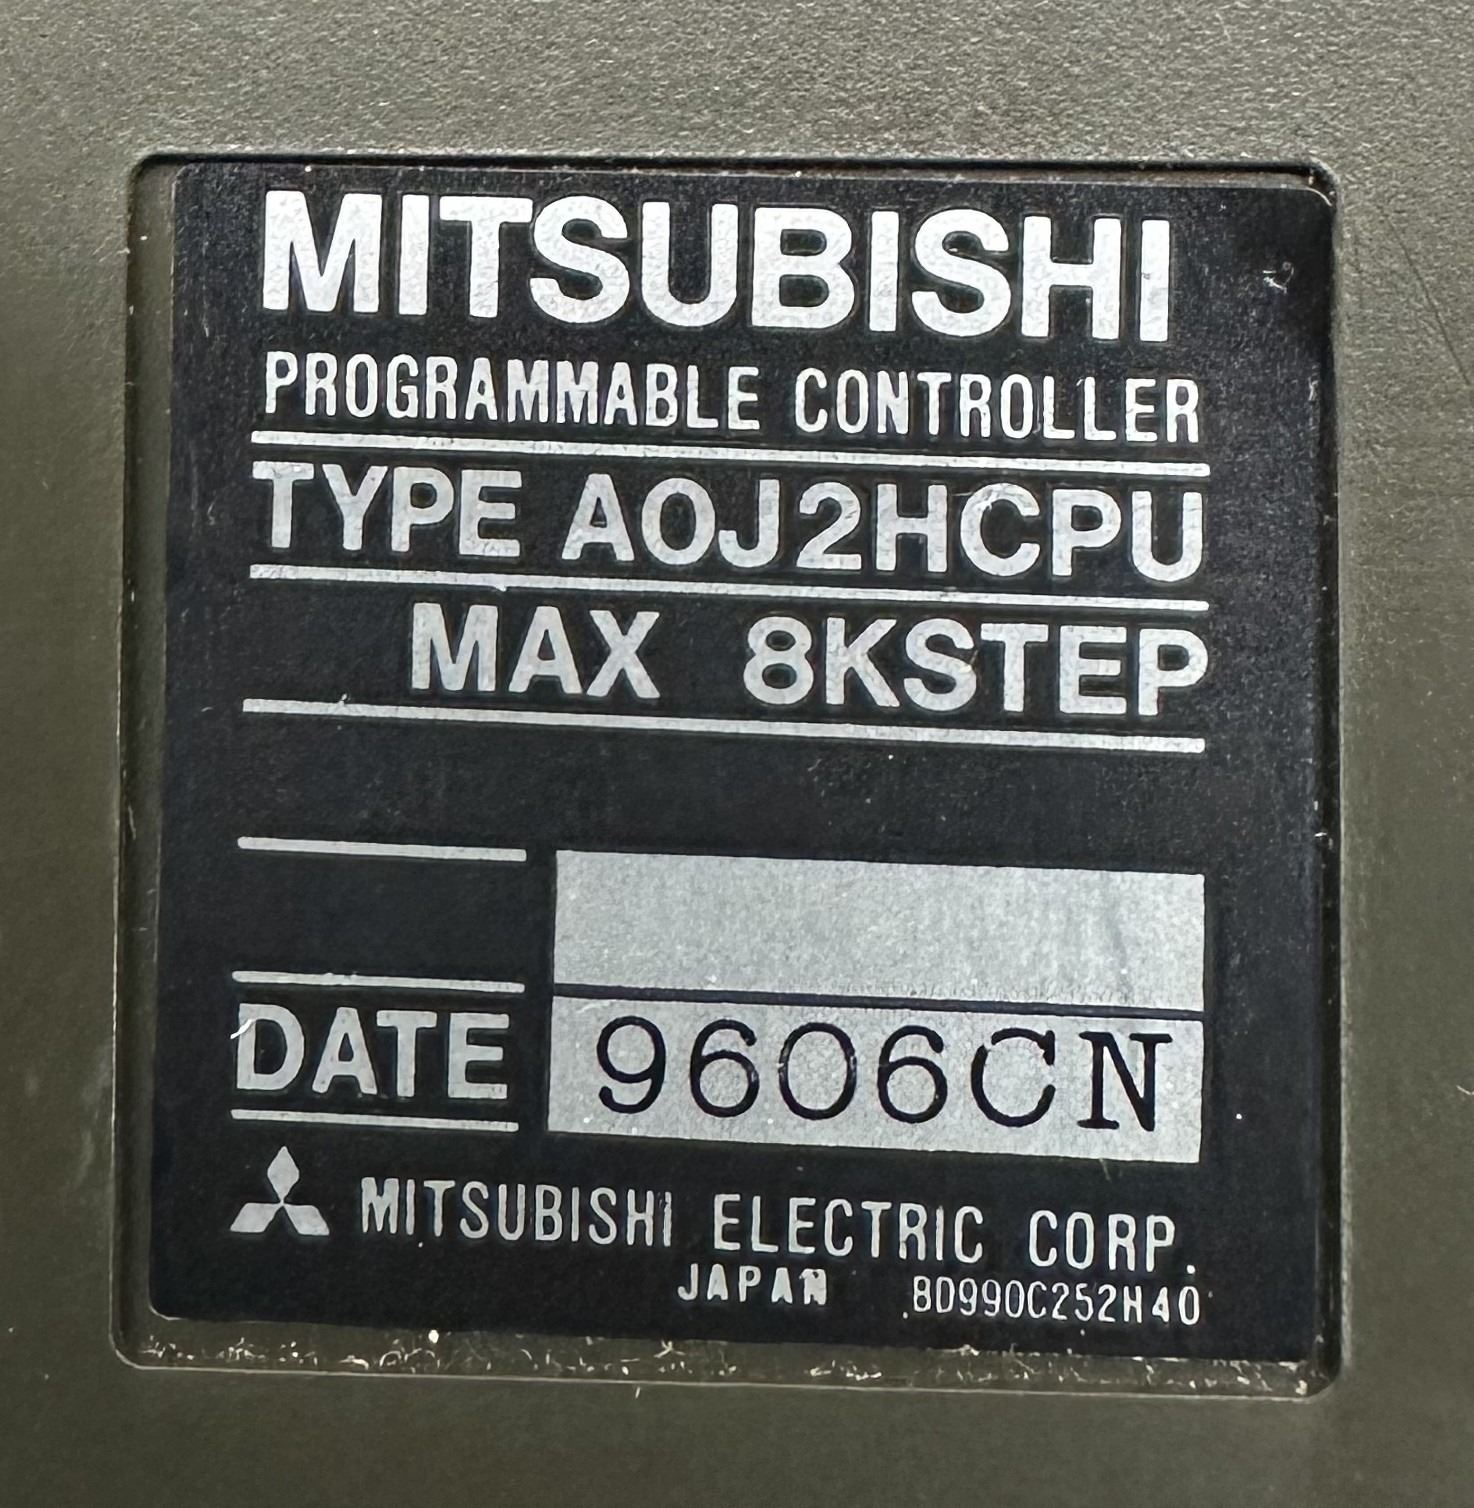 MITSUBISHI
PROGRAMMABLE CONTROLLER
TYPE A0J2HCPU
MAX 8KSTEP
DATE 9606CN
MITSUBISHI ELECTRIC CORP.
JAPAN BD990C252H40